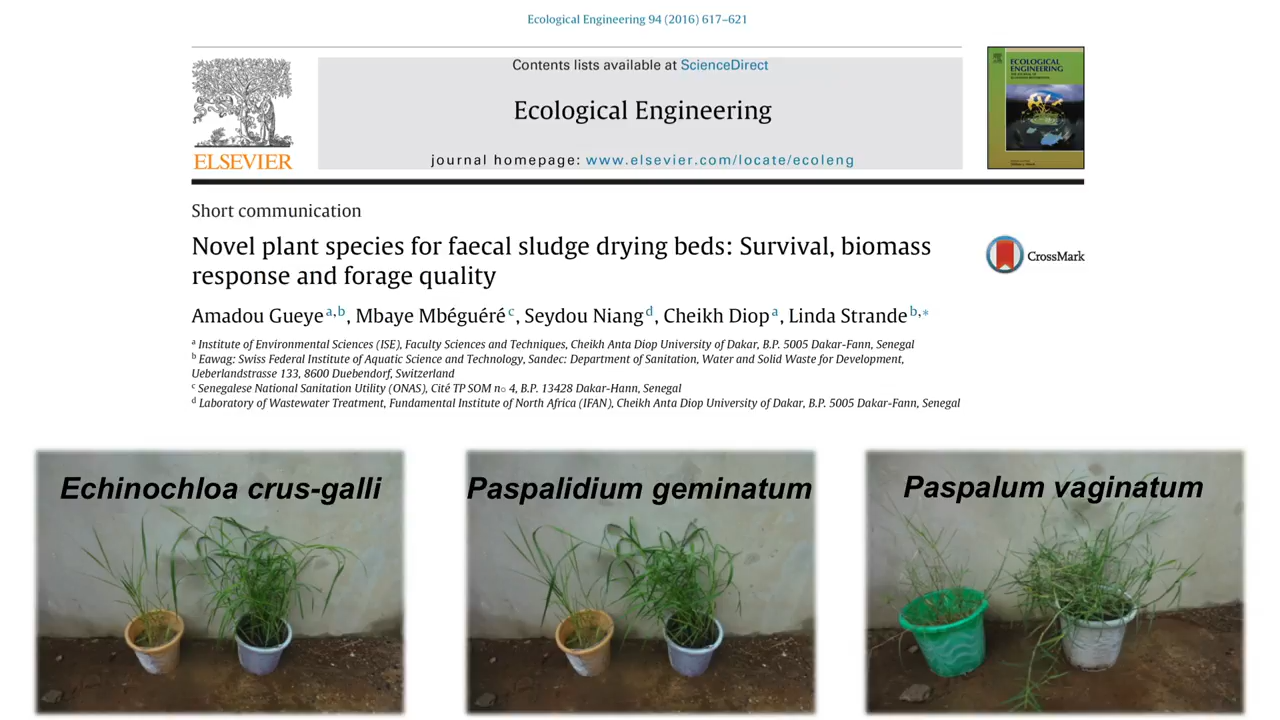 Ecological Engineering 94 (2016) 617–621
Contents lists available at ScienceDirect
Ecological Engineering
journal homepage: www.elsevier.com/locate/ecoleng
ELSEVIER
ECOLOGICAL
ENGINEERING
Short communication
Novel plant species for faecal sludge drying beds: Survival, biomass
response and forage quality
CrossMark
Amadou Gueye a,b, Mbaye Mbéguéré c, Seydou Niang d, Cheikh Diop a, Linda Strande b,*
a Institute of Environmental Sciences (ISE), Faculty Sciences and Techniques, Cheikh Anta Diop University of Dakar, B.P. 5005 Dakar-Fann, Senegal
b Eawag: Swiss Federal Institute of Aquatic Science and Technology, Sandec: Department of Sanitation, Water and Solid Waste for Development,
Ueberlandstrasse 133, 8600 Duebendorf, Switzerland
c Senegalese National Sanitation Utility (ONAS), Cité TP SOM n○ 4, B.P. 13428 Dakar-Hann, Senegal
d Laboratory of Wastewater Treatment, Fundamental Institute of North Africa (IFAN), Cheikh Anta Diop University of Dakar, B.P. 5005 Dakar-Fann, Senegal
Echinochloa crus-galli
Paspalidium geminatum
Paspalum vaginatum